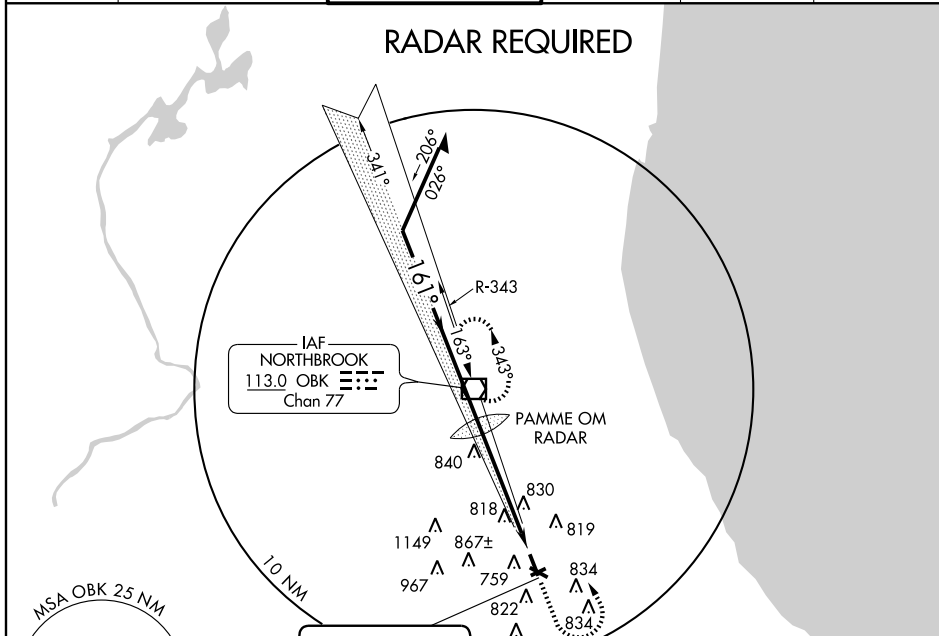 RADAR REQUIRED
206°
026°
341°
161°
R-343
163°
343°
IAF
NORTHBROOK
113.0 OBK
Chan 77
PAMME OM
RADAR
840
830
818
819
1149
867±
967
759
834
822
834
10 NM
MSA OBK 25 NM